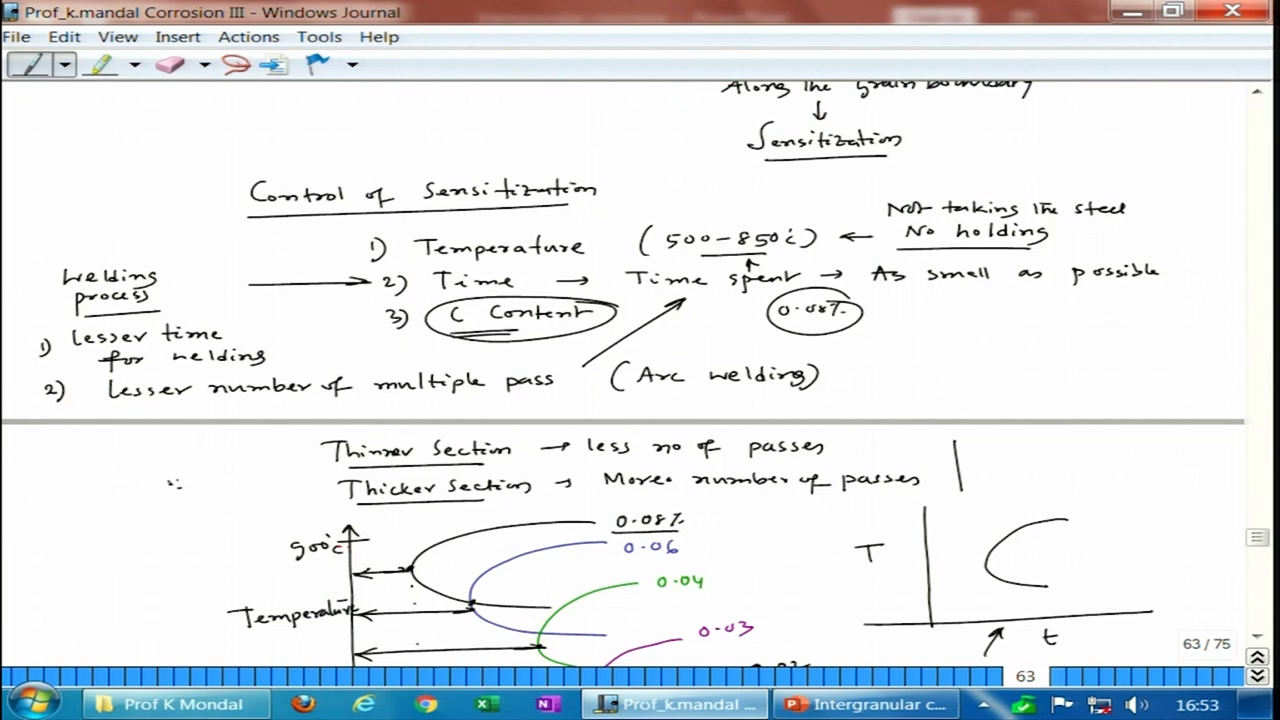 Prof_k.mandal Corrosion III - Windows Journal
File Edit View Insert Actions Tools Help
Along the grain boundary
↓
Sensitization
Control of Sensitization
Not taking the steel
1) Temperature (500-850°c) ← No holding
Welding process
2) Time → Time spent → As small as possible
3) C Content
0.08%
1) lesser time for welding
2) lesser number of multiple pass (Arc welding)
Thinner Section → less no of passes
Thicker Section → More number of passes
900°c
0.08%
0.06
0.04
0.03
Temperature
T
t
63 / 75
63
Prof K Mondal
Prof_k.mandal ...
Intergranular c...
16:53